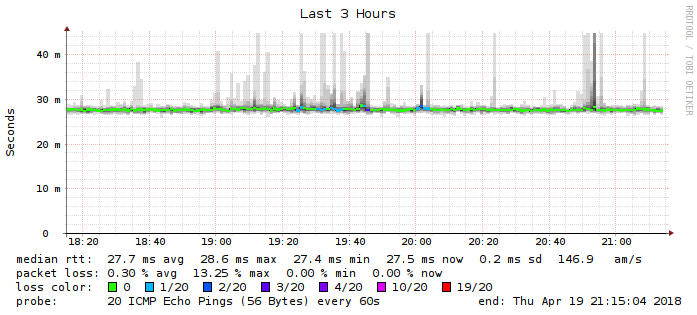 Last 3 Hours
RRDTOOL / TOBI OETIKER
Seconds
40 m
30 m
20 m
10 m
0
18:20 18:40 19:00 19:20 19:40 20:00 20:20 20:40 21:00
median rtt: 27.7 ms avg 28.6 ms max 27.4 ms min 27.5 ms now 0.2 ms sd 146.9 am/s
packet loss: 0.30 % avg 13.25 % max 0.00 % min 0.00 % now
loss color: 0 1/20 2/20 3/20 4/20 10/20 19/20
probe: 20 ICMP Echo Pings (56 Bytes) every 60s end: Thu Apr 19 21:15:04 2018